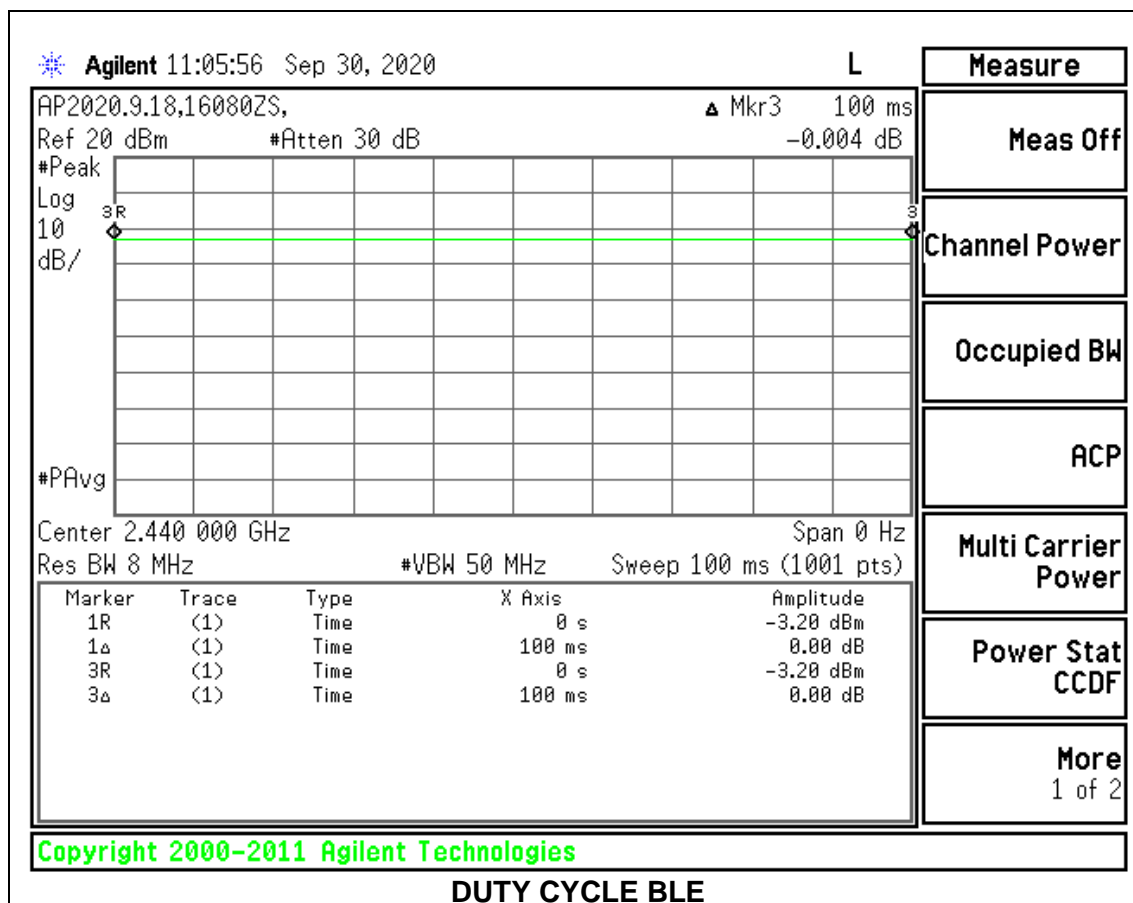 Agilent 11:05:56 Sep 30, 2020 L
Measure
AP2020.9.18,16080ZS,
Δ Mkr3 100 ms
Ref 20 dBm #Atten 30 dB -0.004 dB
Meas Off
#Peak
Log
10
dB/
3R
3
Channel Power
Occupied BW
ACP
#PAvg
Center 2.440 000 GHz Span 0 Hz
Res BW 8 MHz #VBW 50 MHz Sweep 100 ms (1001 pts)
Multi Carrier
Power
Marker Trace Type X Axis Amplitude
1R (1) Time 0 s -3.20 dBm
1Δ (1) Time 100 ms 0.00 dB
3R (1) Time 0 s -3.20 dBm
3Δ (1) Time 100 ms 0.00 dB
Power Stat
CCDF
More
1 of 2
Copyright 2000-2011 Agilent Technologies
DUTY CYCLE BLE